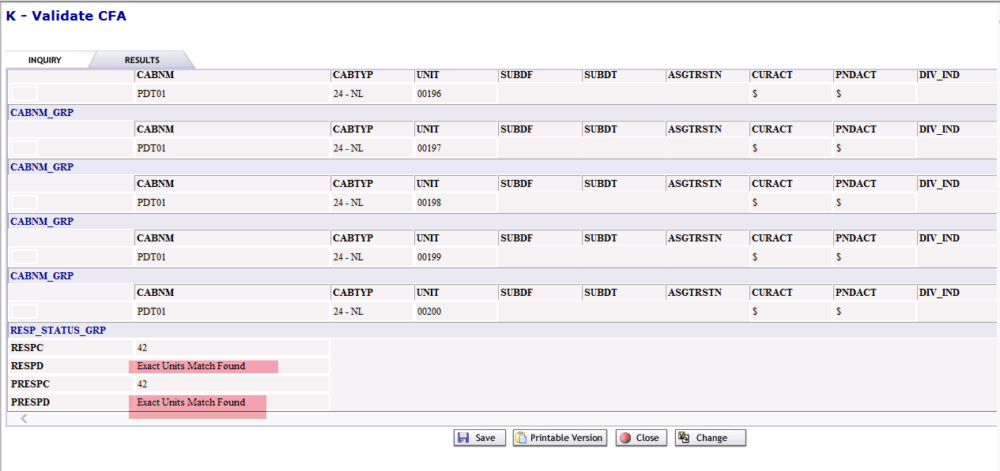 K - Validate CFA
INQUIRY RESULTS
CABNM CABTYP UNIT SUBDF SUBDT ASGTRSTN CURACT PNDACT DIV_IND
PDT01 24 - NL 00196 $ $
CABNM_GRP
CABNM CABTYP UNIT SUBDF SUBDT ASGTRSTN CURACT PNDACT DIV_IND
PDT01 24 - NL 00197 $ $
CABNM_GRP
CABNM CABTYP UNIT SUBDF SUBDT ASGTRSTN CURACT PNDACT DIV_IND
PDT01 24 - NL 00198 $ $
CABNM_GRP
CABNM CABTYP UNIT SUBDF SUBDT ASGTRSTN CURACT PNDACT DIV_IND
PDT01 24 - NL 00199 $ $
CABNM_GRP
CABNM CABTYP UNIT SUBDF SUBDT ASGTRSTN CURACT PNDACT DIV_IND
PDT01 24 - NL 00200 $ $
RESP_STATUS_GRP
RESPC 42
RESPD Exact Units Match Found
PRESPC 42
PRESPD Exact Units Match Found
Save Printable Version Close Change